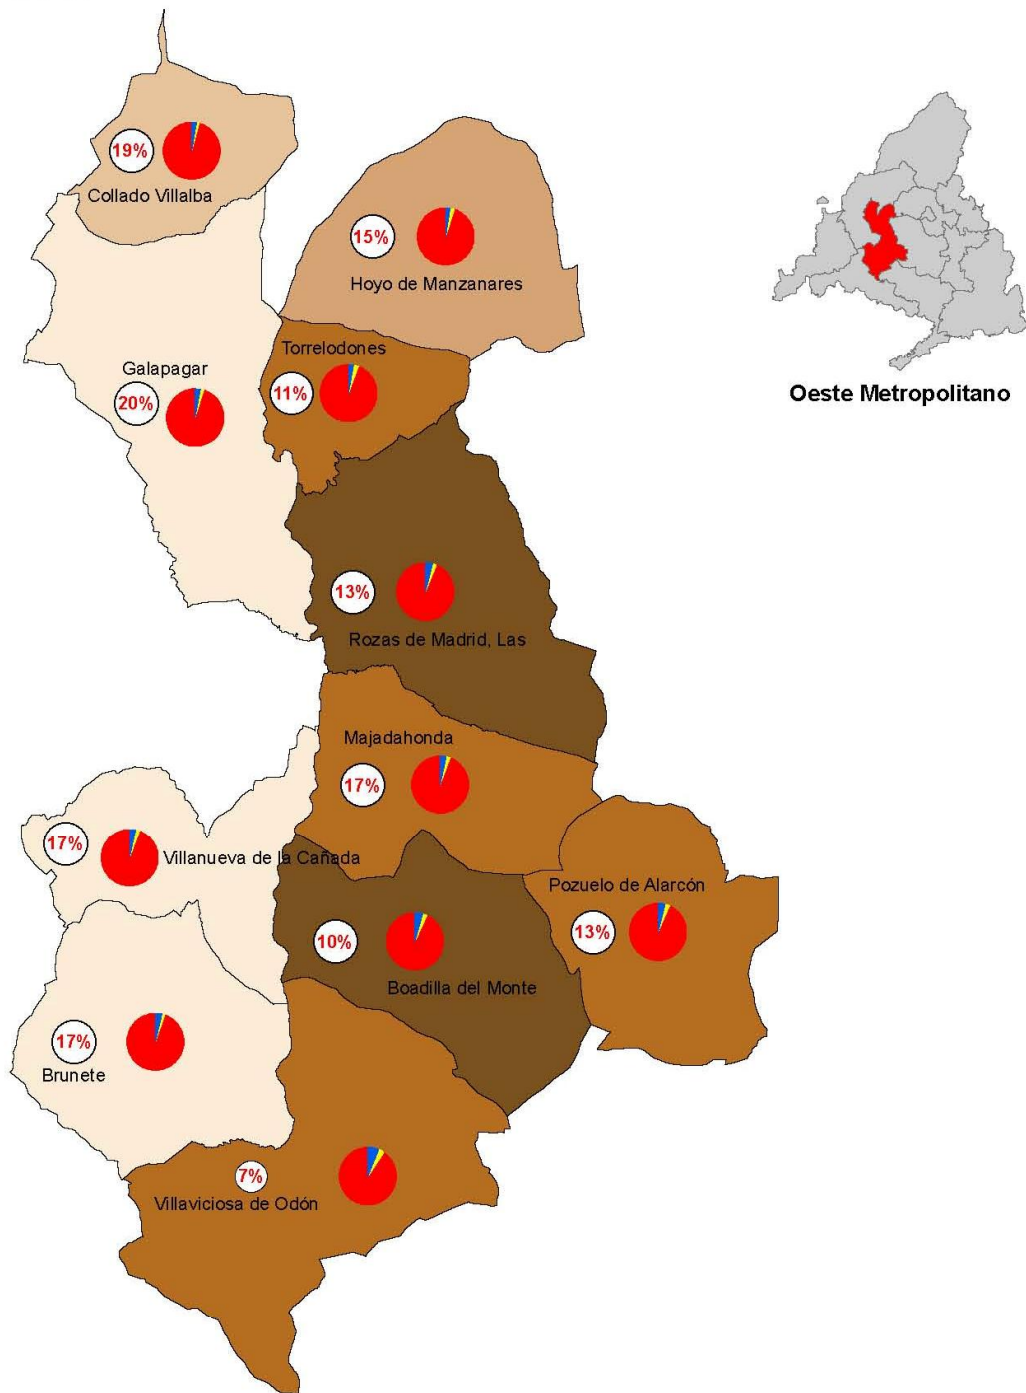 19%
Collado Villalba
15%
Hoyo de Manzanares
Torrelodones
11%
Galapagar
20%
Oeste Metropolitano
13%
Rozas de Madrid, Las
Majadahonda
17%
17%
Villanueva de la Cañada
Pozuelo de Alarcón
13%
10%
Boadilla del Monte
17%
Brunete
7%
Villaviciosa de Odón